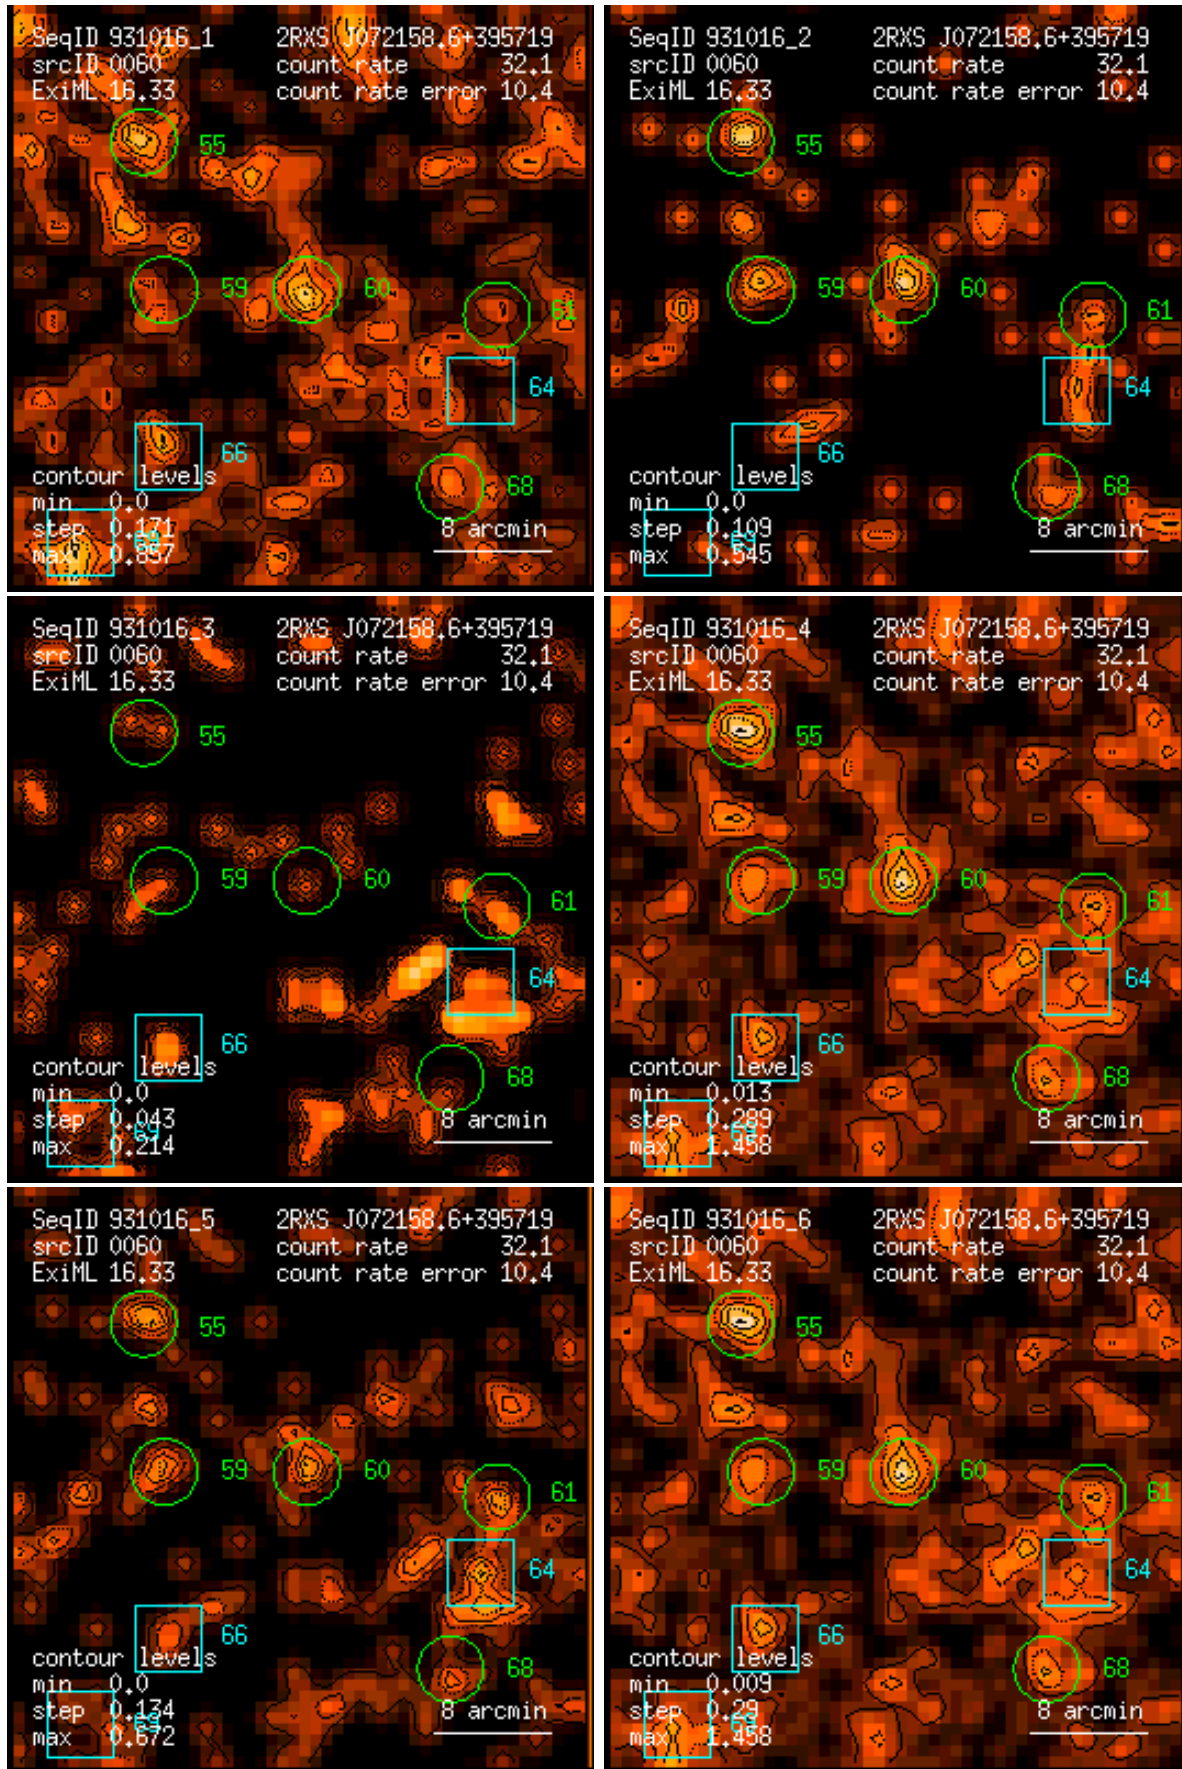 SeqID 931016_1 2RXS J072158.6+395719
srcID 0060 count rate 32.1
ExiML 16.33 count rate error 10.4
55
59 60
61
64
66
contour levels
68
min 0.0
step 0.171 8 arcmin
max 0.857
SeqID 931016_2 2RXS J072158.6+395719
srcID 0060 count rate 32.1
ExiML 16.33 count rate error 10.4
55
59 60
61
64
66
contour levels
68
min 0.0
step 0.109 8 arcmin
max 0.545
SeqID 931016_3 2RXS J072158.6+395719
srcID 0060 count rate 32.1
ExiML 16.33 count rate error 10.4
55
59 60
61
64
66
contour levels
68
min 0.0
step 0.043 8 arcmin
max 0.214
SeqID 931016_4 2RXS J072158.6+395719
srcID 0060 count rate 32.1
ExiML 16.33 count rate error 10.4
55
59 60
61
64
66
contour levels
68
min 0.013
step 0.289 8 arcmin
max 1.458
SeqID 931016_5 2RXS J072158.6+395719
srcID 0060 count rate 32.1
ExiML 16.33 count rate error 10.4
55
59 60
61
64
66
contour levels
68
min 0.0
step 0.134 8 arcmin
max 0.672
SeqID 931016_6 2RXS J072158.6+395719
srcID 0060 count rate 32.1
ExiML 16.33 count rate error 10.4
55
59 60
61
64
66
contour levels
68
min 0.009
step 0.29 8 arcmin
max 1.458